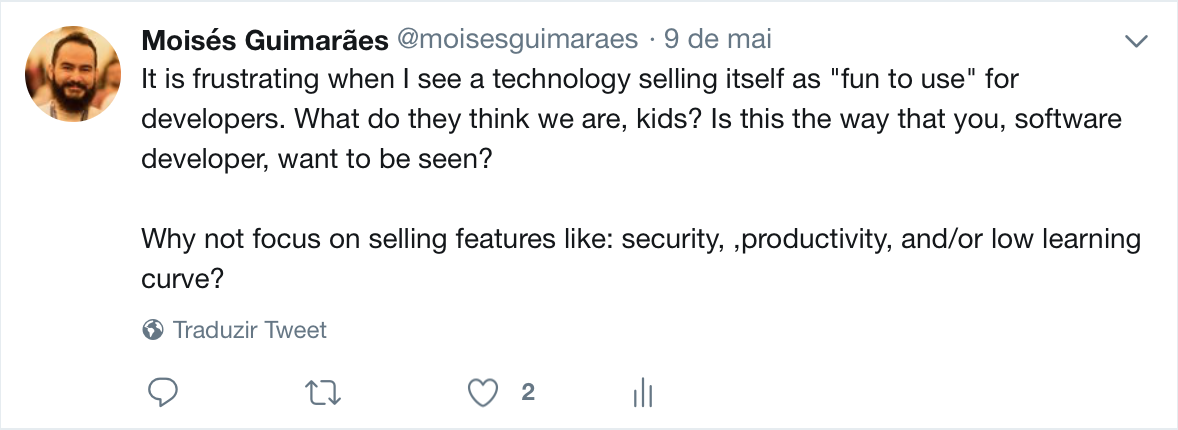 Moisés Guimarães @moisesguimaraes · 9 de mai
It is frustrating when I see a technology selling itself as "fun to use" for
developers. What do they think we are, kids? Is this the way that you, software
developer, want to be seen?
Why not focus on selling features like: security, ,productivity, and/or low learning
curve?
Traduzir Tweet
2